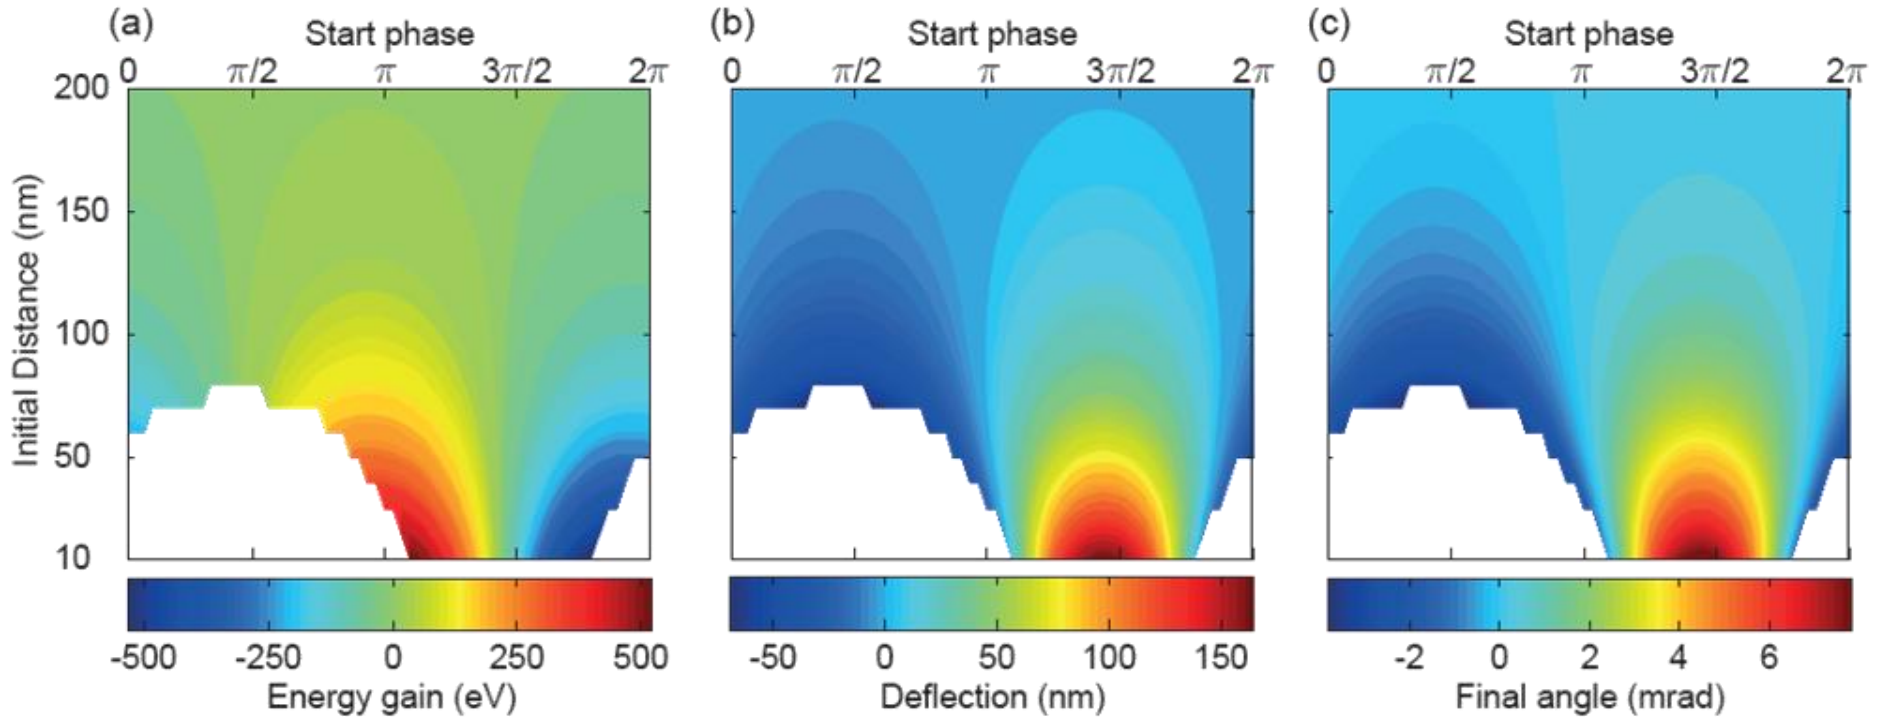 (a)
Start phase
0 π/2 π 3π/2 2π
200
150
100
50
10
Initial Distance (nm)
-500 -250 0 250 500
Energy gain (eV)
(b)
Start phase
0 π/2 π 3π/2 2π
-50 0 50 100 150
Deflection (nm)
(c)
Start phase
0 π/2 π 3π/2 2π
-2 0 2 4 6
Final angle (mrad)